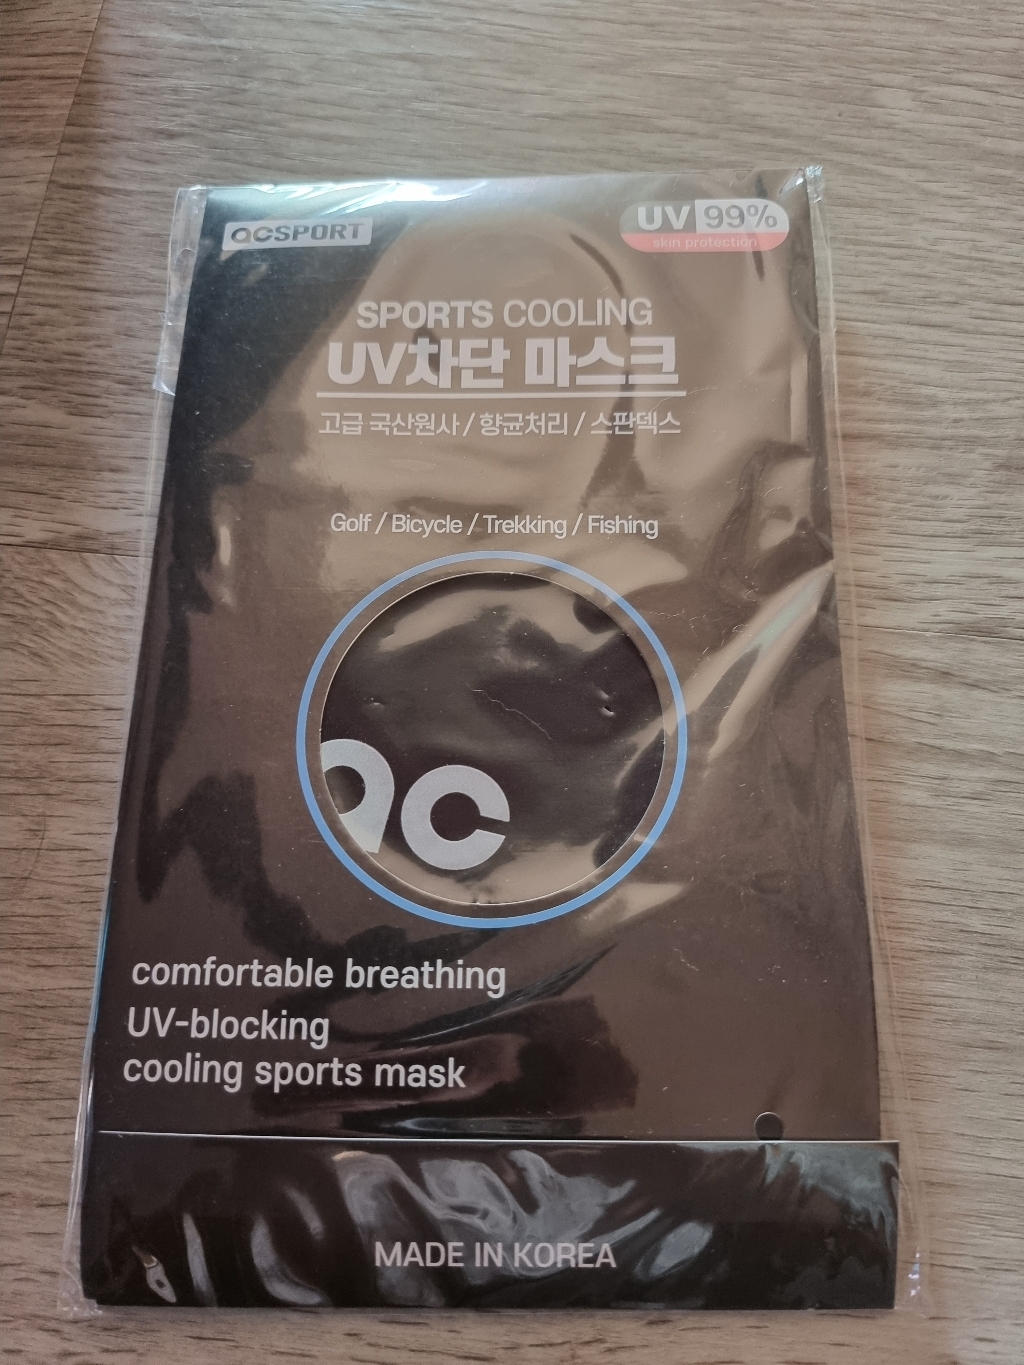 acSPORT
UV 99%
skin protection
SPORTS COOLING
UV차단 마스크
고급 국산원사 / 향균처리 / 스판덱스
Golf / Bicycle / Trekking / Fishing
ac
comfortable breathing
UV-blocking
cooling sports mask
MADE IN KOREA